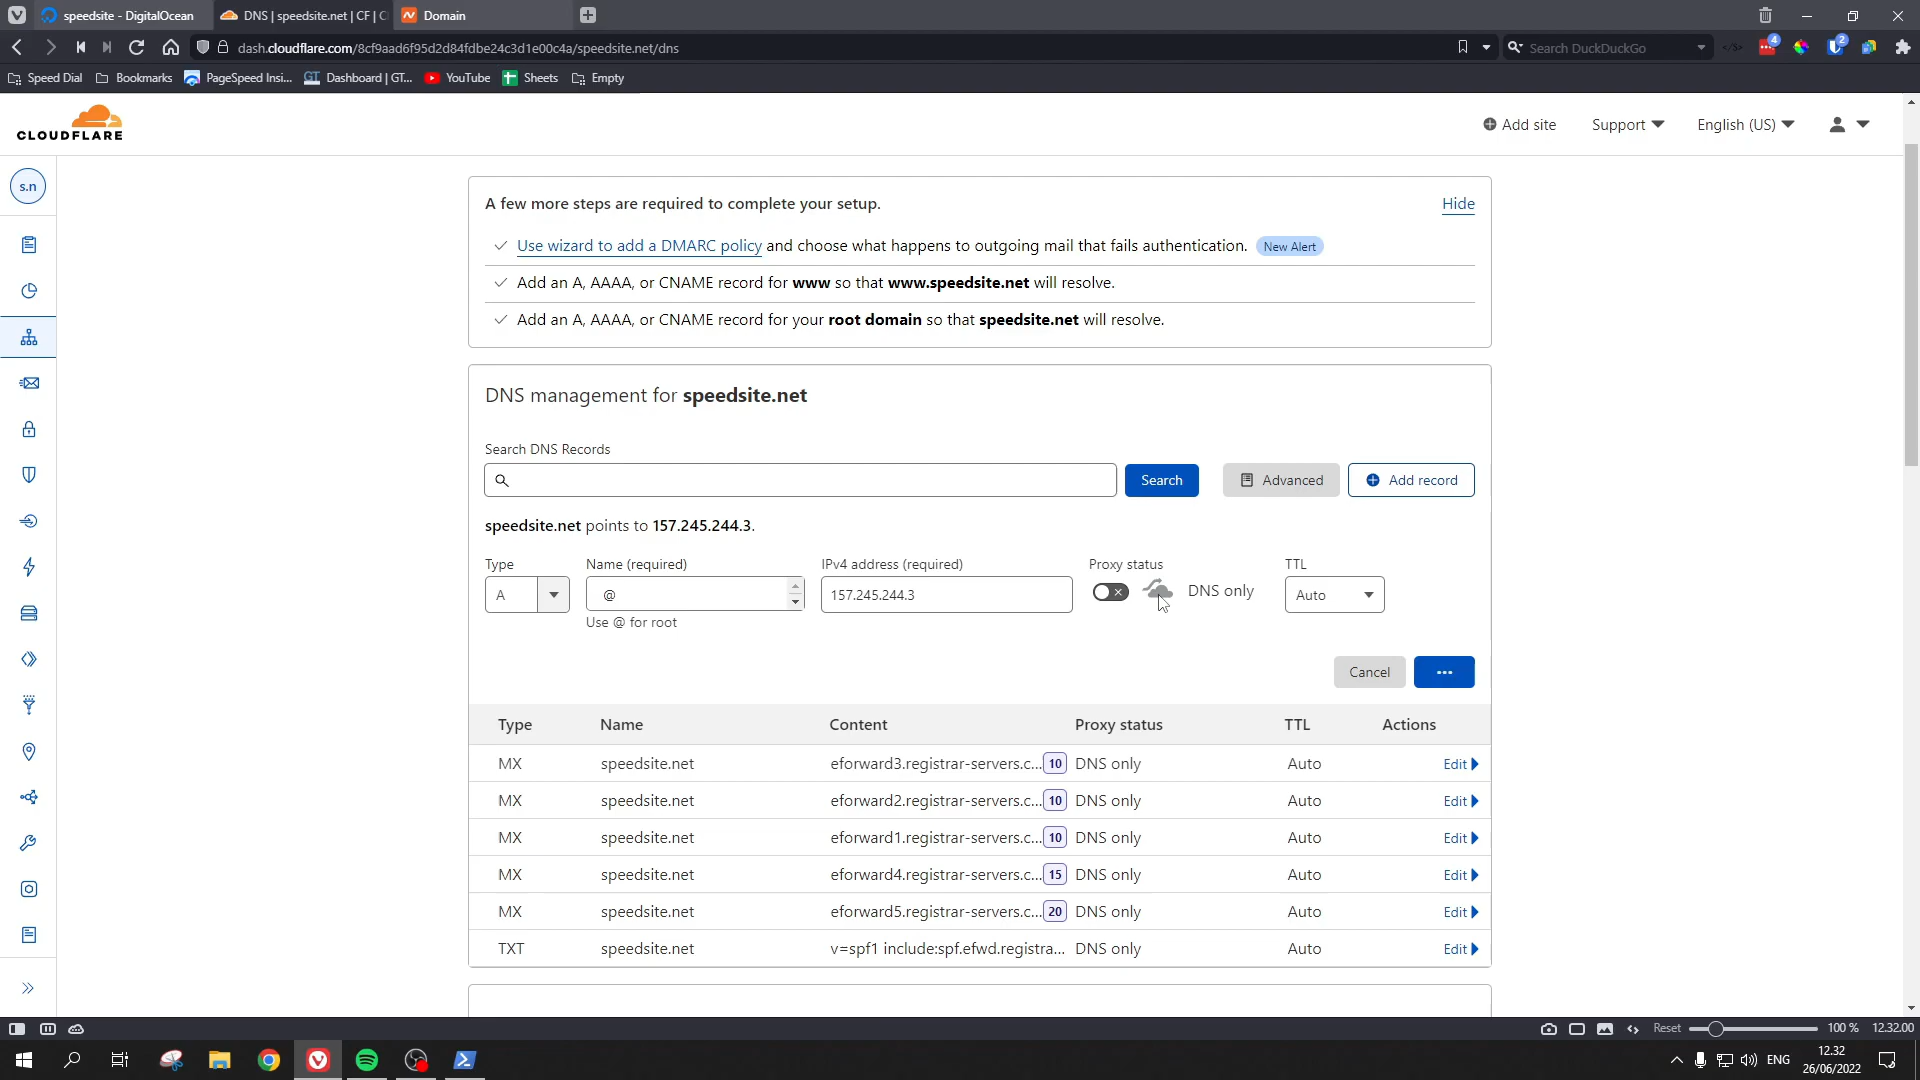 speedsite - DigitalOcean
DNS | speedsite.net | CF | C
Domain
dash.cloudflare.com/8cf9aad6f95d2d84fdbe24c3d1e00c4a/speedsite.net/dns
Search DuckDuckGo
4
2
Speed Dial
Bookmarks
PageSpeed Insi...
GT
Dashboard | GT...
YouTube
Sheets
Empty
CLOUDFLARE
Add site
Support
English (US)
s.n
A few more steps are required to complete your setup.
Hide
Use wizard to add a DMARC policy and choose what happens to outgoing mail that fails authentication. New Alert
Add an A, AAAA, or CNAME record for www so that www.speedsite.net will resolve.
Add an A, AAAA, or CNAME record for your root domain so that speedsite.net will resolve.
DNS management for speedsite.net
Search DNS Records
Search
Advanced
Add record
speedsite.net points to 157.245.244.3.
Type Name (required) IPv4 address (required) Proxy status TTL
A @ 157.245.244.3 DNS only Auto
Use @ for root
Cancel
Type Name Content Proxy status TTL Actions
MX speedsite.net eforward3.registrar-servers.c... 10 DNS only Auto Edit
MX speedsite.net eforward2.registrar-servers.c... 10 DNS only Auto Edit
MX speedsite.net eforward1.registrar-servers.c... 10 DNS only Auto Edit
MX speedsite.net eforward4.registrar-servers.c... 15 DNS only Auto Edit
MX speedsite.net eforward5.registrar-servers.c... 20 DNS only Auto Edit
TXT speedsite.net v=spf1 include:spf.efwd.registra... DNS only Auto Edit
Reset
100 %
12.32.00
ENG
12.32
26/06/2022